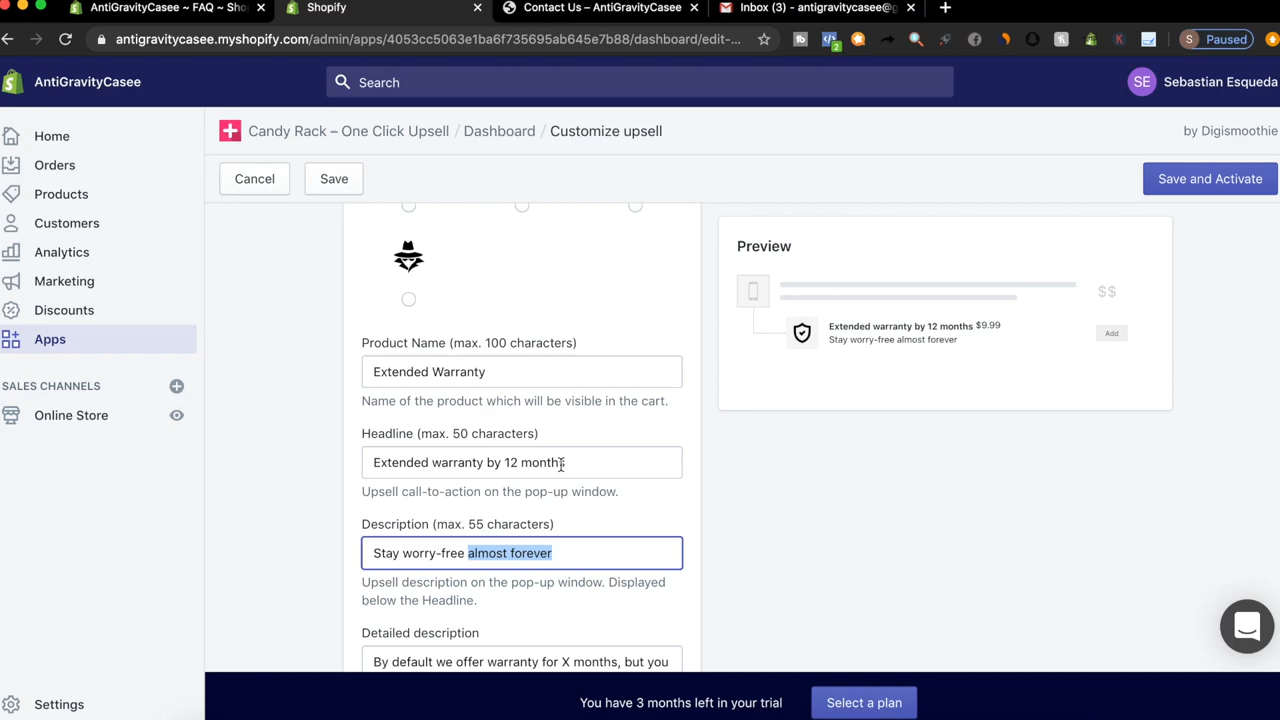 AntiGravityCasee ~ FAQ ~ Sho
Shopify
Contact Us – AntiGravityCasee
Inbox (3) - antigravitycasee@g
antigravitycasee.myshopify.com/admin/apps/4053cc5063e1ba6f735695ab645e7b88/dashboard/edit-...
2
S Paused
AntiGravityCasee
Search
SE Sebastian Esqueda
Home
Orders
Products
Customers
Analytics
Marketing
Discounts
Apps
SALES CHANNELS
Online Store
Settings
Candy Rack – One Click Upsell / Dashboard / Customize upsell
by Digismoothie
Cancel
Save
Save and Activate
Product Name (max. 100 characters)
Extended Warranty
Name of the product which will be visible in the cart.
Headline (max. 50 characters)
Extended warranty by 12 months
Upsell call-to-action on the pop-up window.
Description (max. 55 characters)
Stay worry-free almost forever
Upsell description on the pop-up window. Displayed
below the Headline.
Detailed description
By default we offer warranty for X months, but you
Preview
$$
Extended warranty by 12 months $9.99
Stay worry-free almost forever
Add
You have 3 months left in your trial
Select a plan